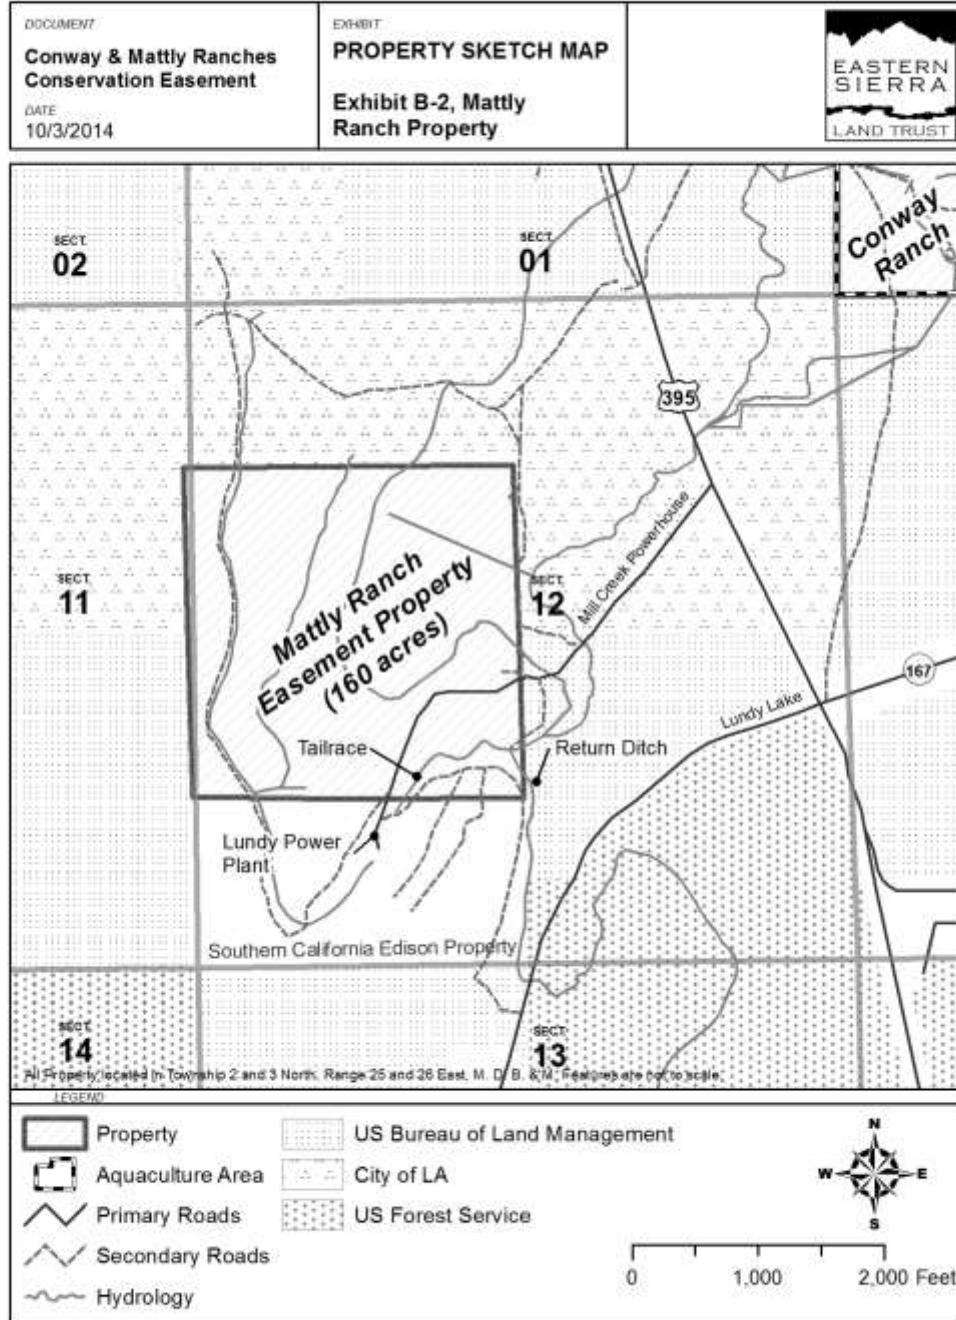 DOCUMENT
Conway & Mattly Ranches
Conservation Easement
DATE
10/3/2014
EXHIBIT
PROPERTY SKETCH MAP
Exhibit B-2, Mattly
Ranch Property
EASTERN
SIERRA
LAND TRUST
SECT.
02
SECT.
01
Conway
Ranch
395
SECT.
11
SECT.
12
Mill Creek Powerhouse
Mattly Ranch
Easement Property
(160 acres)
167
Lundy Lake
Tailrace
Return Ditch
Lundy Power
Plant
Southern California Edison Property
SECT.
14
SECT.
13
All Property located in Township 2 and 3 North, Range 25 and 26 East, M. D. B. & M. Features are not to scale.
LEGEND
Property
Aquaculture Area
Primary Roads
Secondary Roads
Hydrology
US Bureau of Land Management
City of LA
US Forest Service
N
W
E
S
0 1,000 2,000 Feet